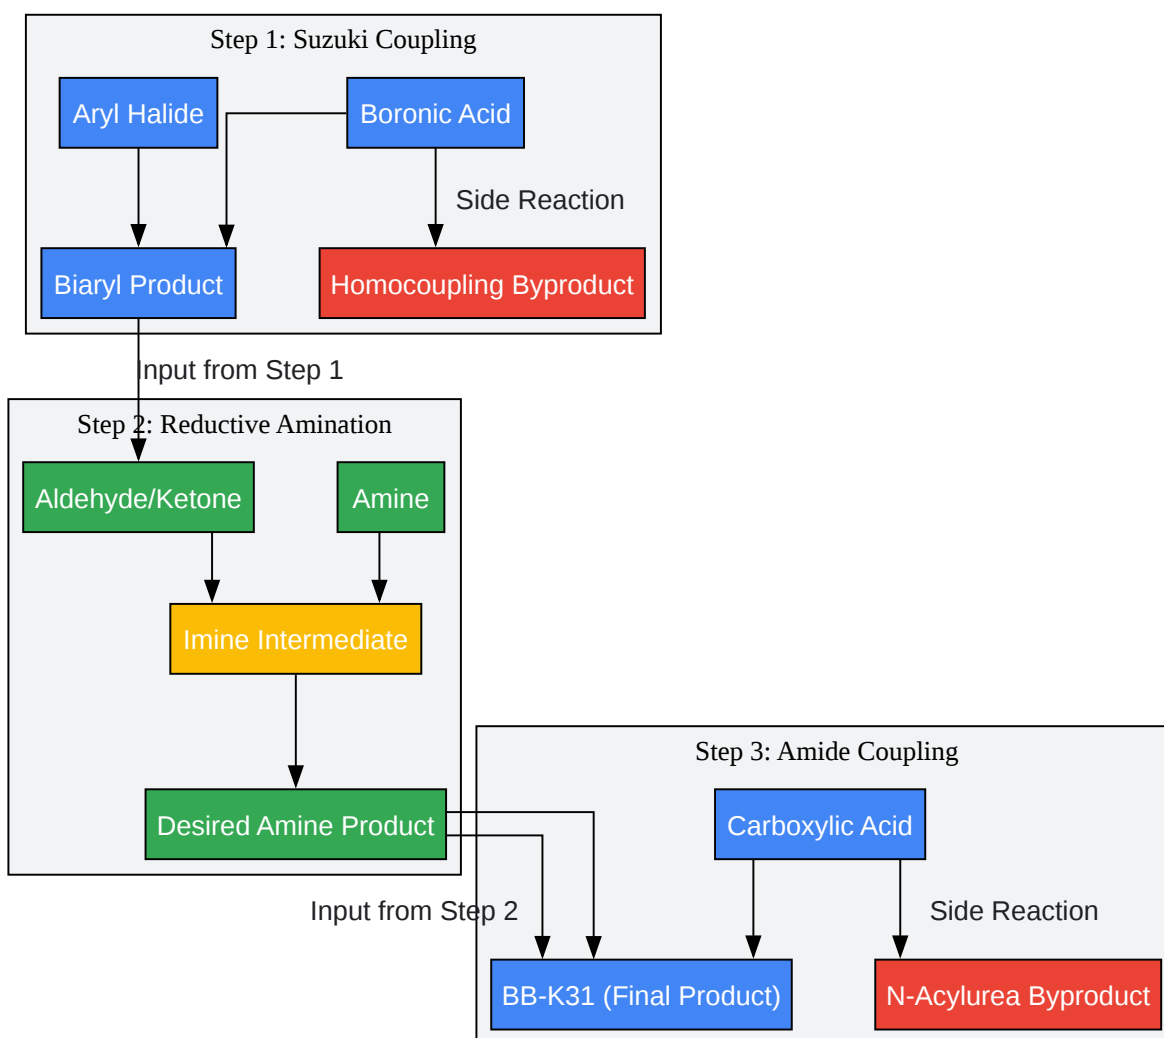 Step 1: Suzuki Coupling
Aryl Halide
Boronic Acid
Side Reaction
Biaryl Product
Homocoupling Byproduct
Input from Step 1
Step 2: Reductive Amination
Aldehyde/Ketone
Amine
Imine Intermediate
Desired Amine Product
Step 3: Amide Coupling
Carboxylic Acid
Input from Step 2
Side Reaction
BB-K31 (Final Product)
N-Acylurea Byproduct